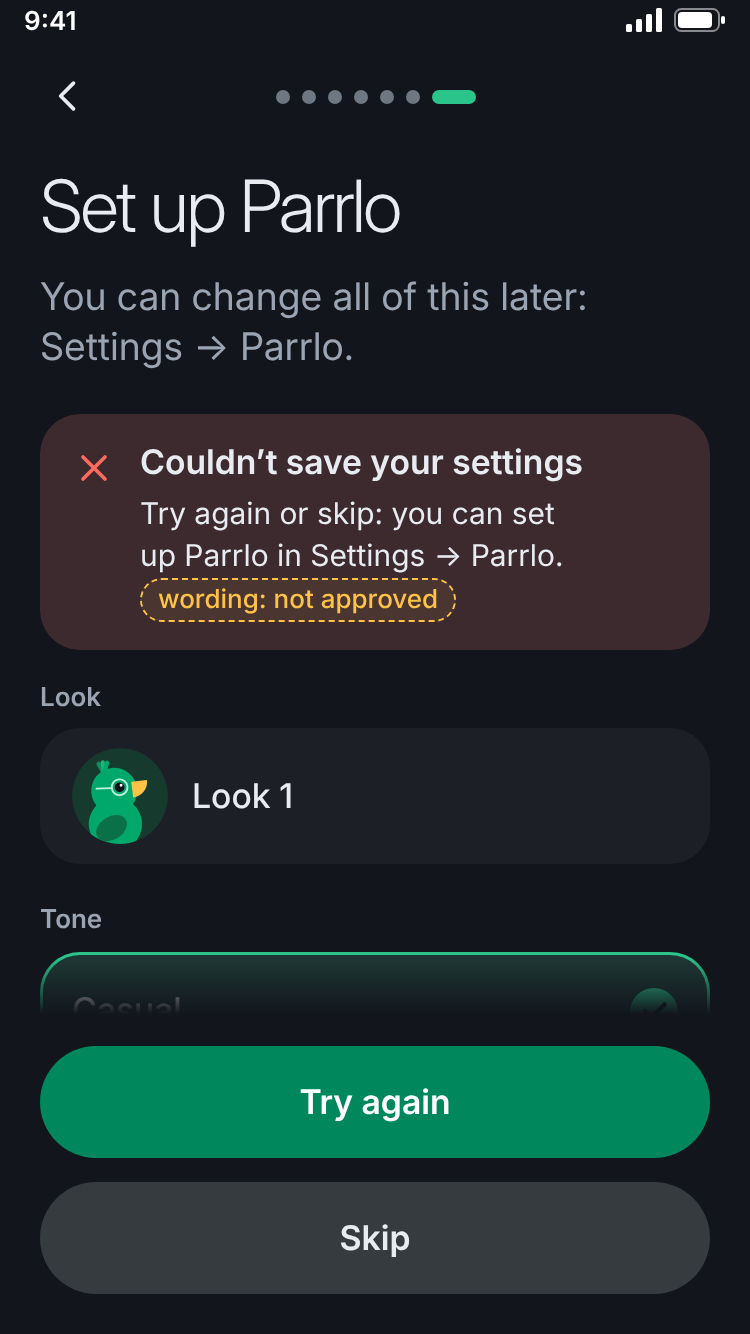 9:41
Set up Parrlo
You can change all of this later:
Settings → Parrlo.
Couldn’t save your settings
Try again or skip: you can set
up Parrlo in Settings → Parrlo.
wording: not approved
Look
Look 1
Tone
Casual
Try again
Skip